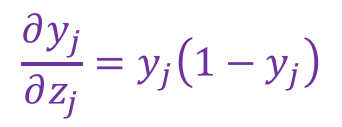 ∂y_j/∂z_j = y_j(1 − y_j)